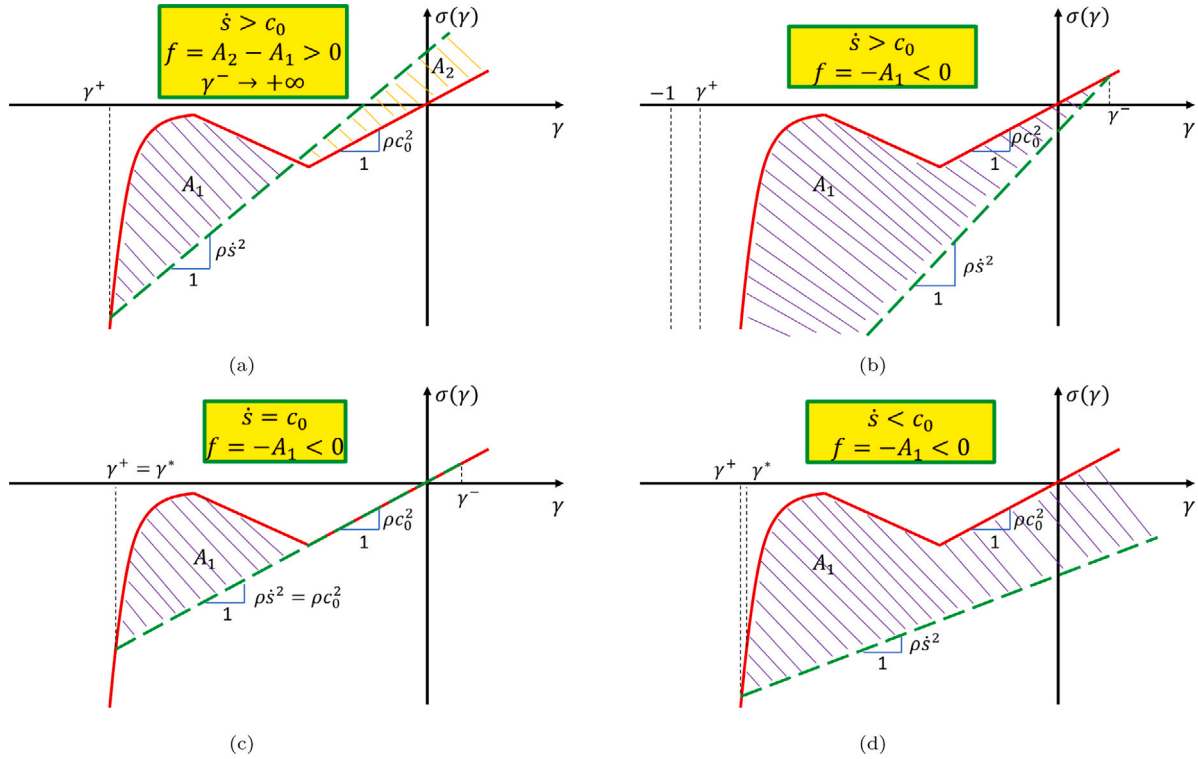 ṡ > c₀
f = A₂ − A₁ > 0
γ⁻ → +∞
σ(γ)
A₂
γ⁺
γ
ρc₀²
1
A₁
ρṡ²
1
(a)
ṡ > c₀
f = −A₁ < 0
σ(γ)
−1
γ⁺
γ⁻
γ
ρc₀²
1
A₁
ρṡ²
1
(b)
ṡ = c₀
f = −A₁ < 0
σ(γ)
γ⁺ = γ*
γ⁻
γ
ρc₀²
1
A₁
ρṡ² = ρc₀²
1
(c)
ṡ < c₀
f = −A₁ < 0
σ(γ)
γ⁺
γ*
γ
ρc₀²
1
A₁
ρṡ²
1
(d)